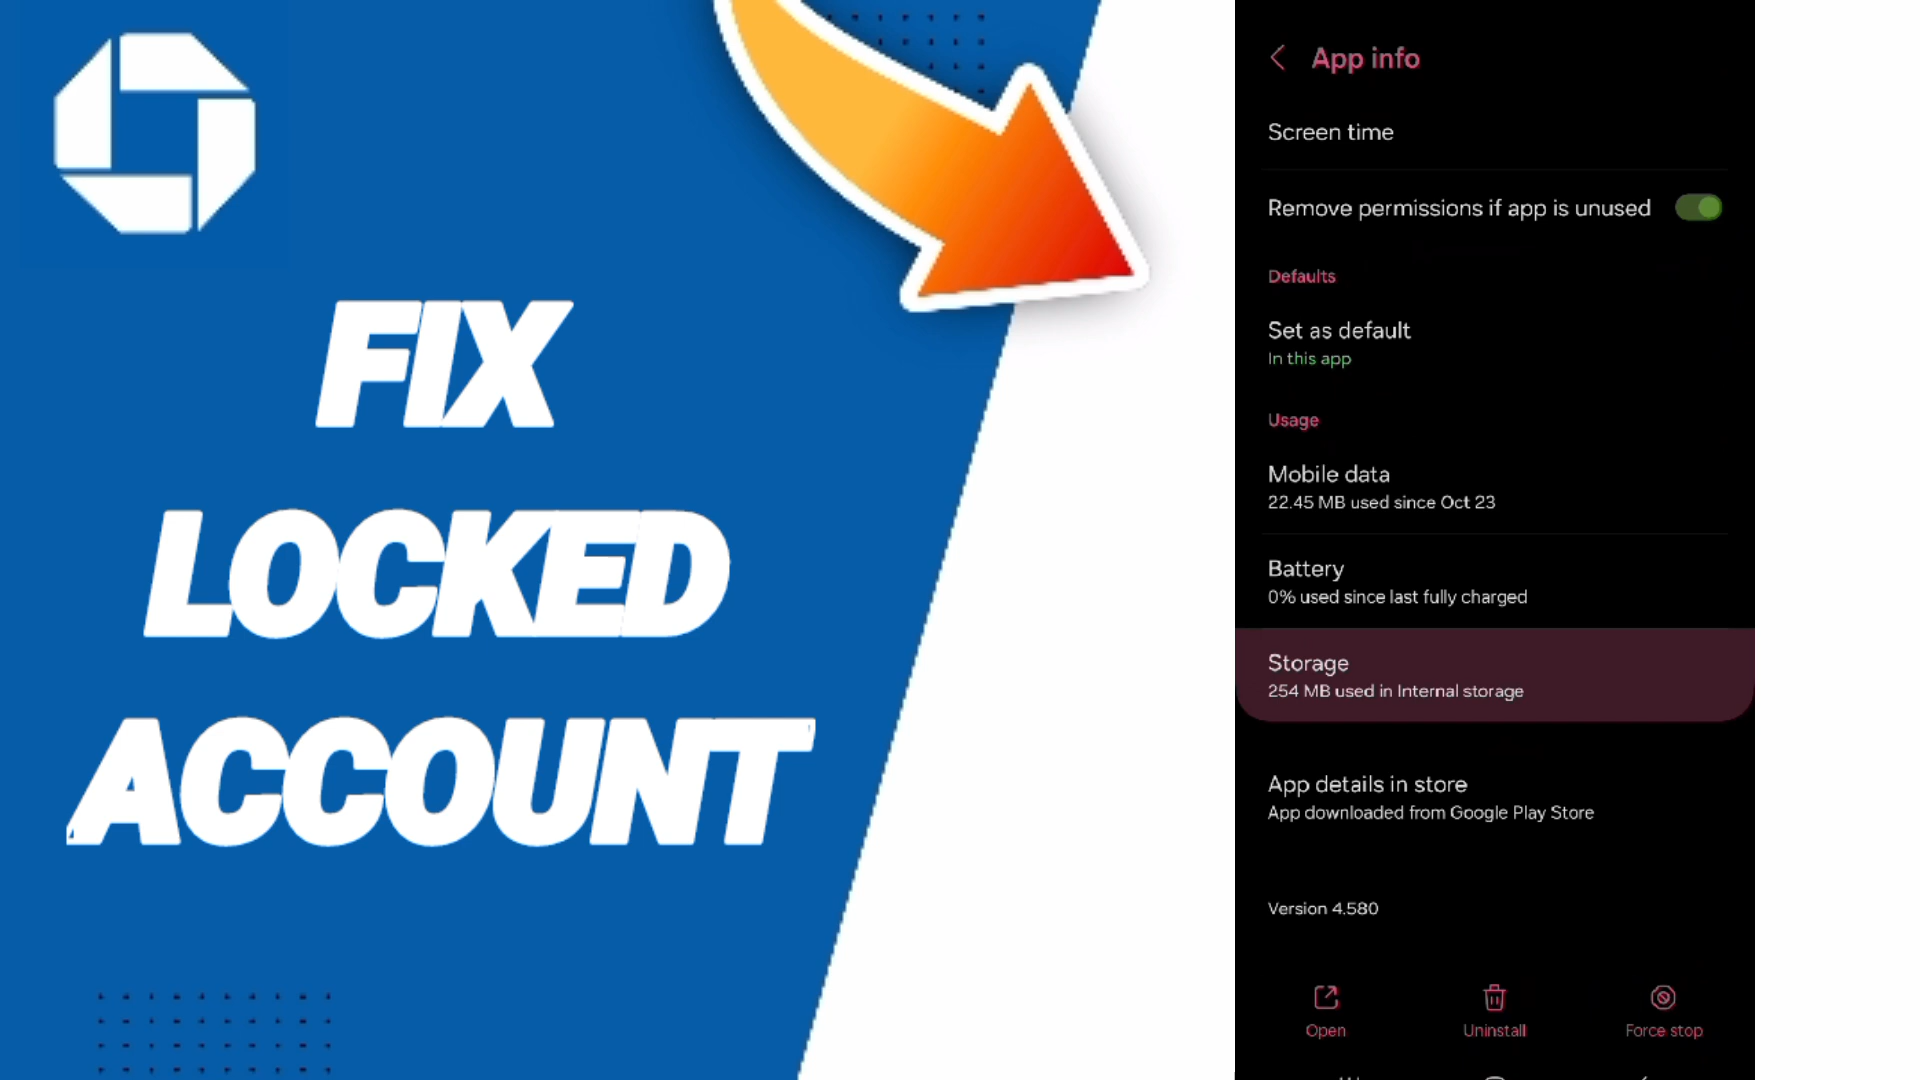 FIX
LOCKED
ACCOUNT
App info
Screen time
Remove permissions if app is unused
Defaults
Set as default
In this app
Usage
Mobile data
22.45 MB used since Oct 23
Battery
0% used since last fully charged
Storage
254 MB used in Internal storage
App details in store
App downloaded from Google Play Store
Version 4.580
Open
Uninstall
Force stop